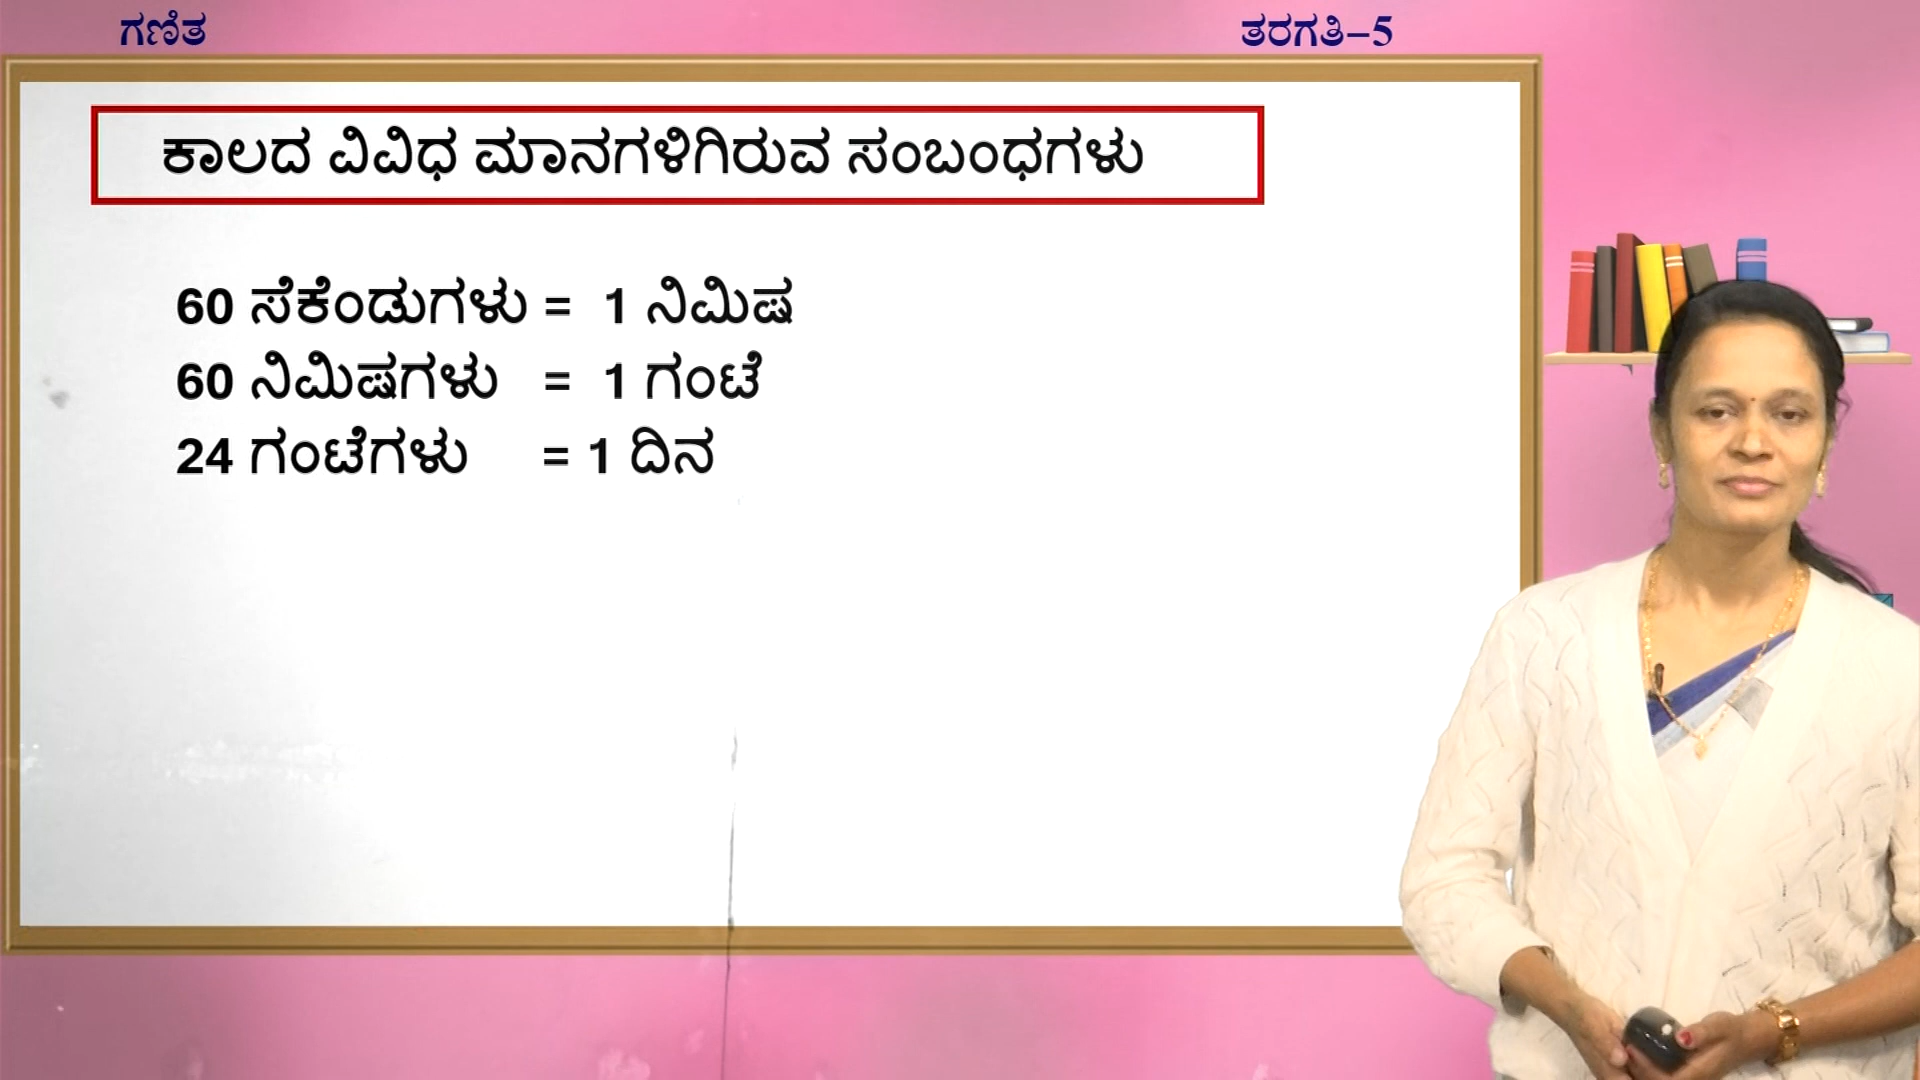 ಗಣಿತ
ತರಗತಿ–5
ಕಾಲದ ವಿವಿಧ ಮಾನಗಳಿಗಿರುವ ಸಂಬಂಧಗಳು
60 ಸೆಕೆಂಡುಗಳು = 1 ನಿಮಿಷ
60 ನಿಮಿಷಗಳು = 1 ಗಂಟೆ
24 ಗಂಟೆಗಳು = 1 ದಿನ